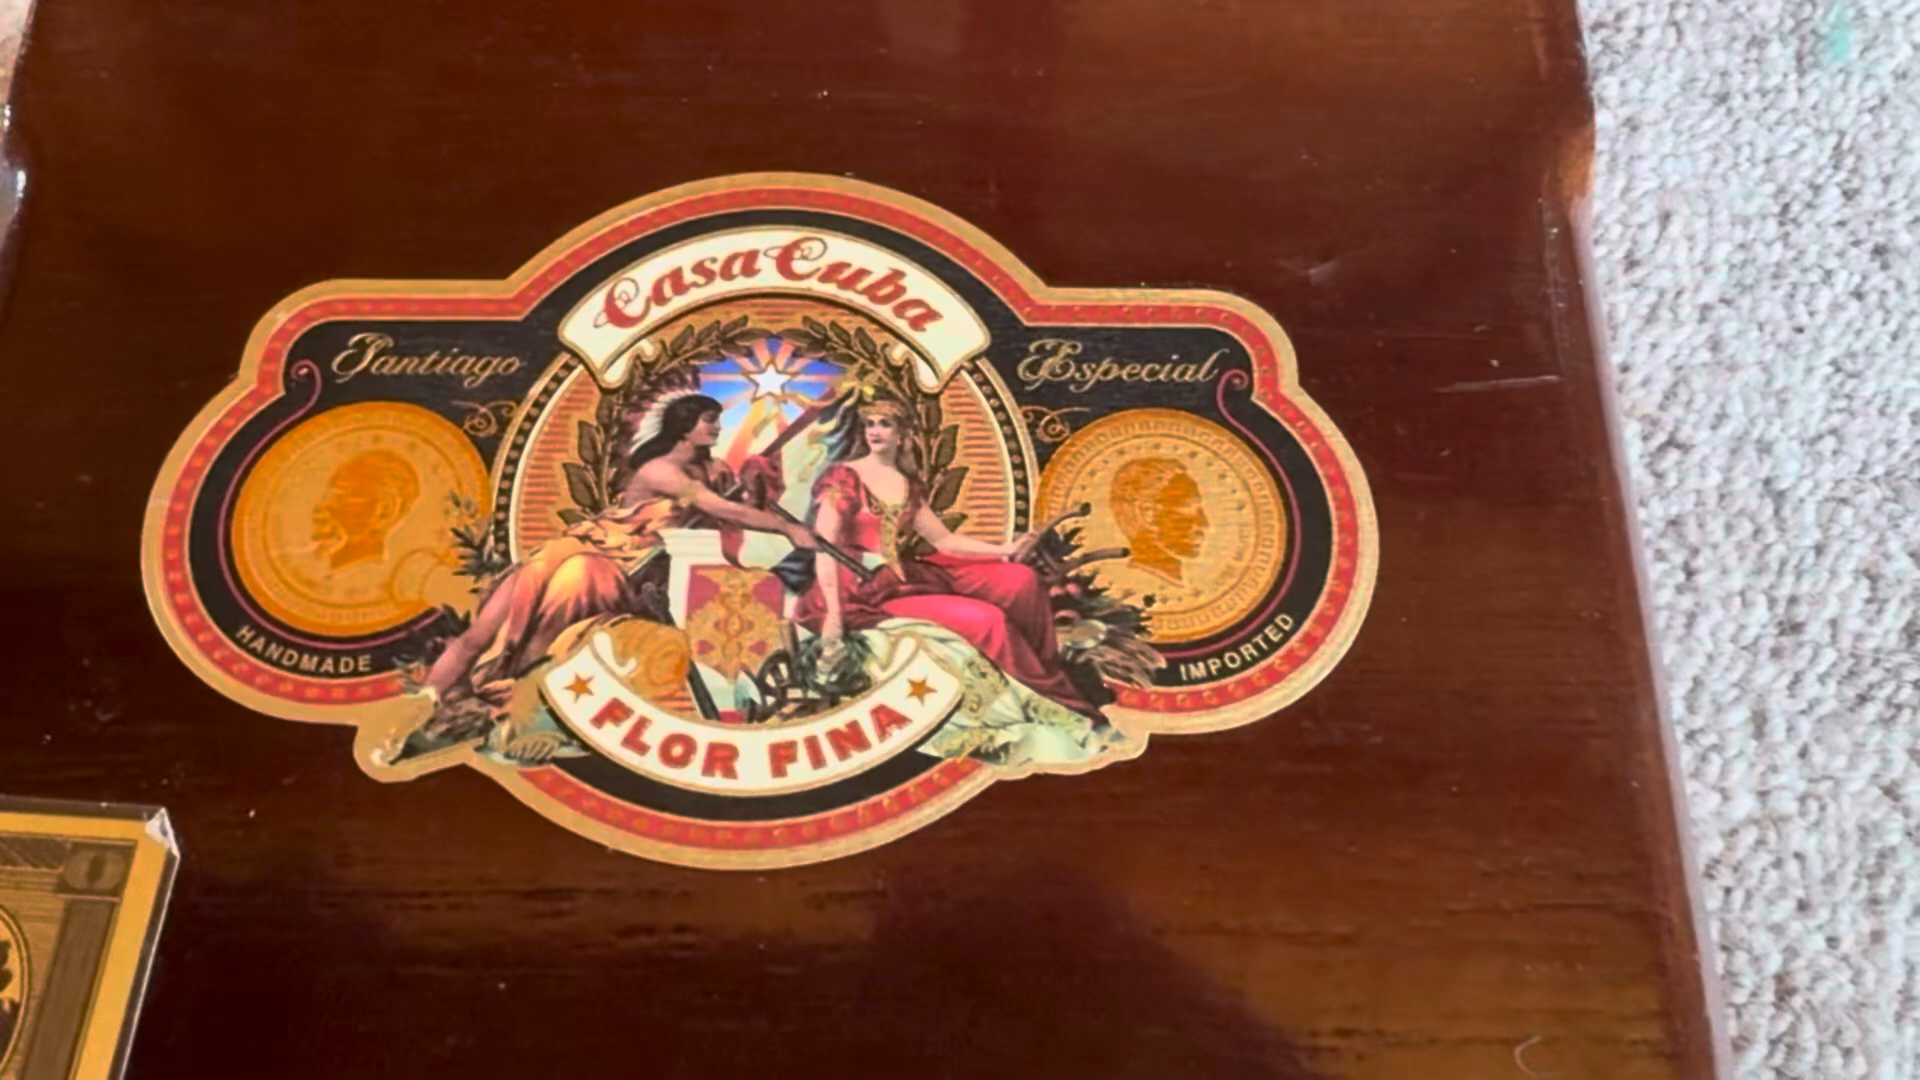 Casa Cuba
Santiago
Especial
HANDMADE
IMPORTED
FLOR FINA